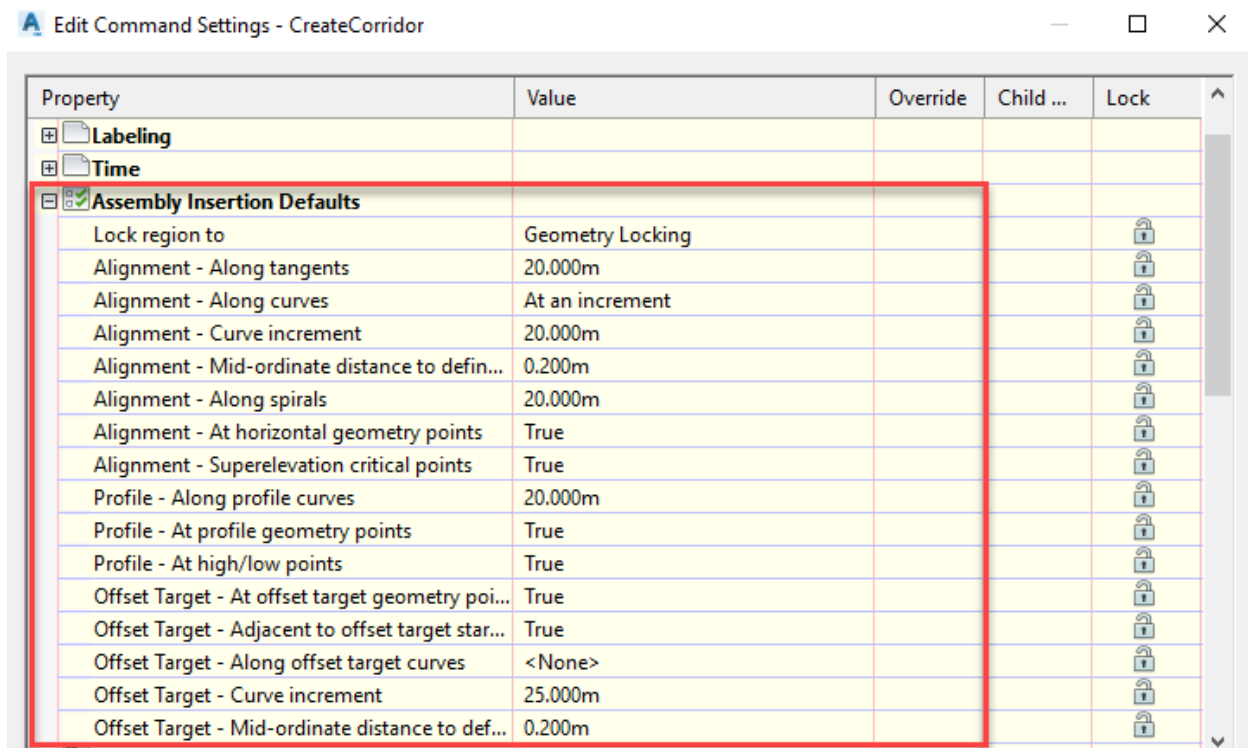 Edit Command Settings - CreateCorridor
Property Value Override Child ... Lock
Labeling
Time
Assembly Insertion Defaults
Lock region to Geometry Locking
Alignment - Along tangents 20.000m
Alignment - Along curves At an increment
Alignment - Curve increment 20.000m
Alignment - Mid-ordinate distance to defin... 0.200m
Alignment - Along spirals 20.000m
Alignment - At horizontal geometry points True
Alignment - Superelevation critical points True
Profile - Along profile curves 20.000m
Profile - At profile geometry points True
Profile - At high/low points True
Offset Target - At offset target geometry poi... True
Offset Target - Adjacent to offset target star... True
Offset Target - Along offset target curves <None>
Offset Target - Curve increment 25.000m
Offset Target - Mid-ordinate distance to def... 0.200m